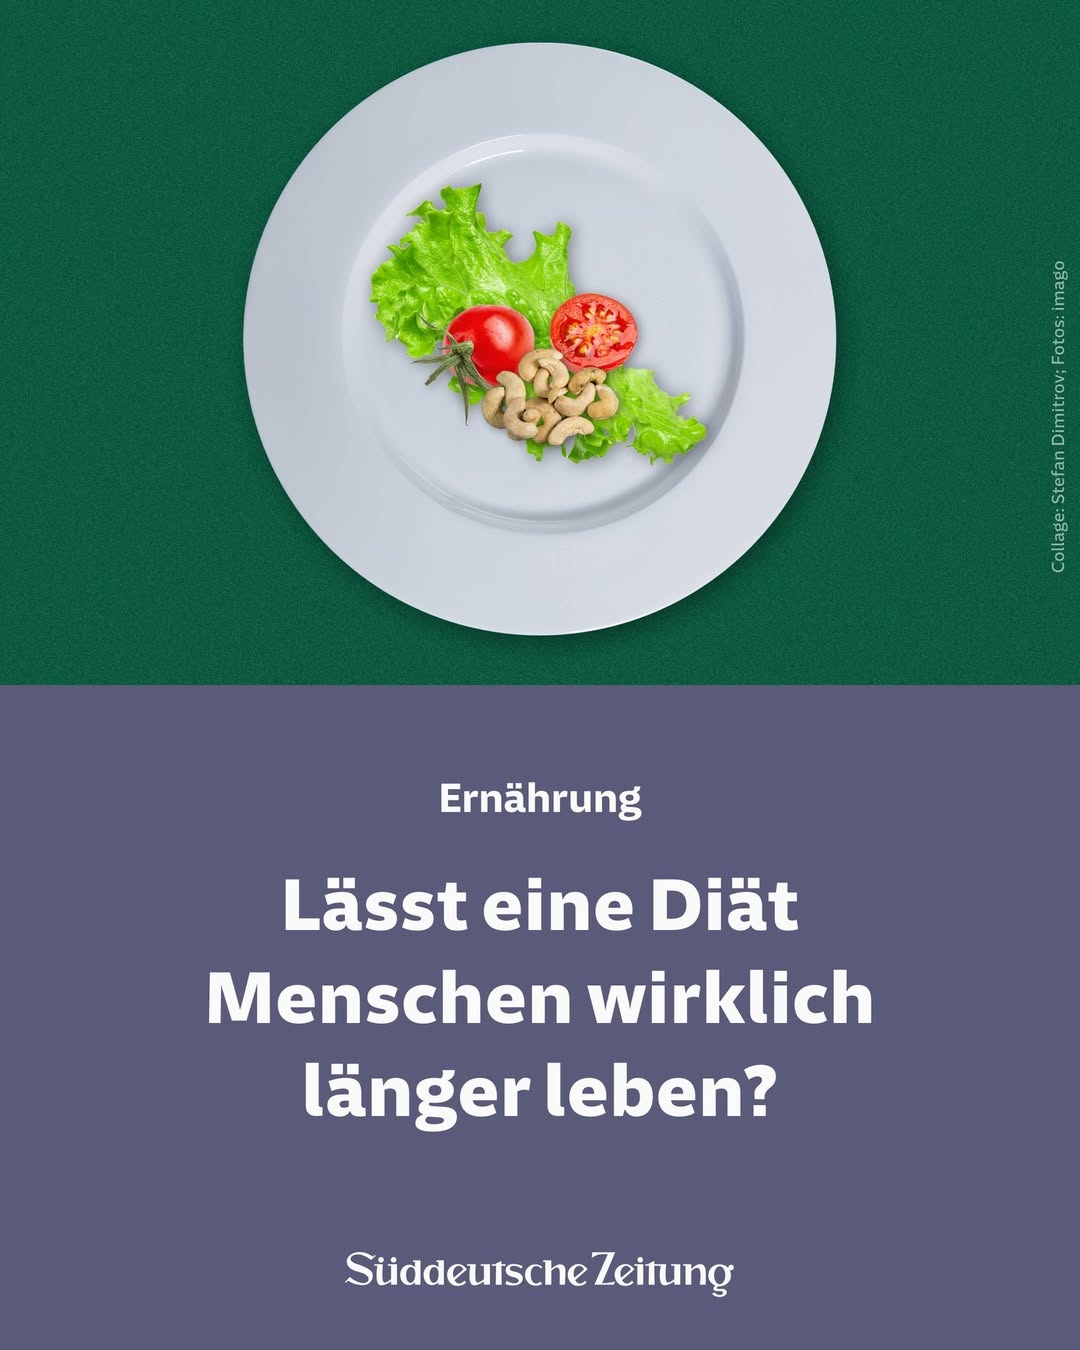 Collage: Stefan Dimitrov; Fotos: imago
Ernährung
Lässt eine Diät
Menschen wirklich
länger leben?
Süddeutsche Zeitung